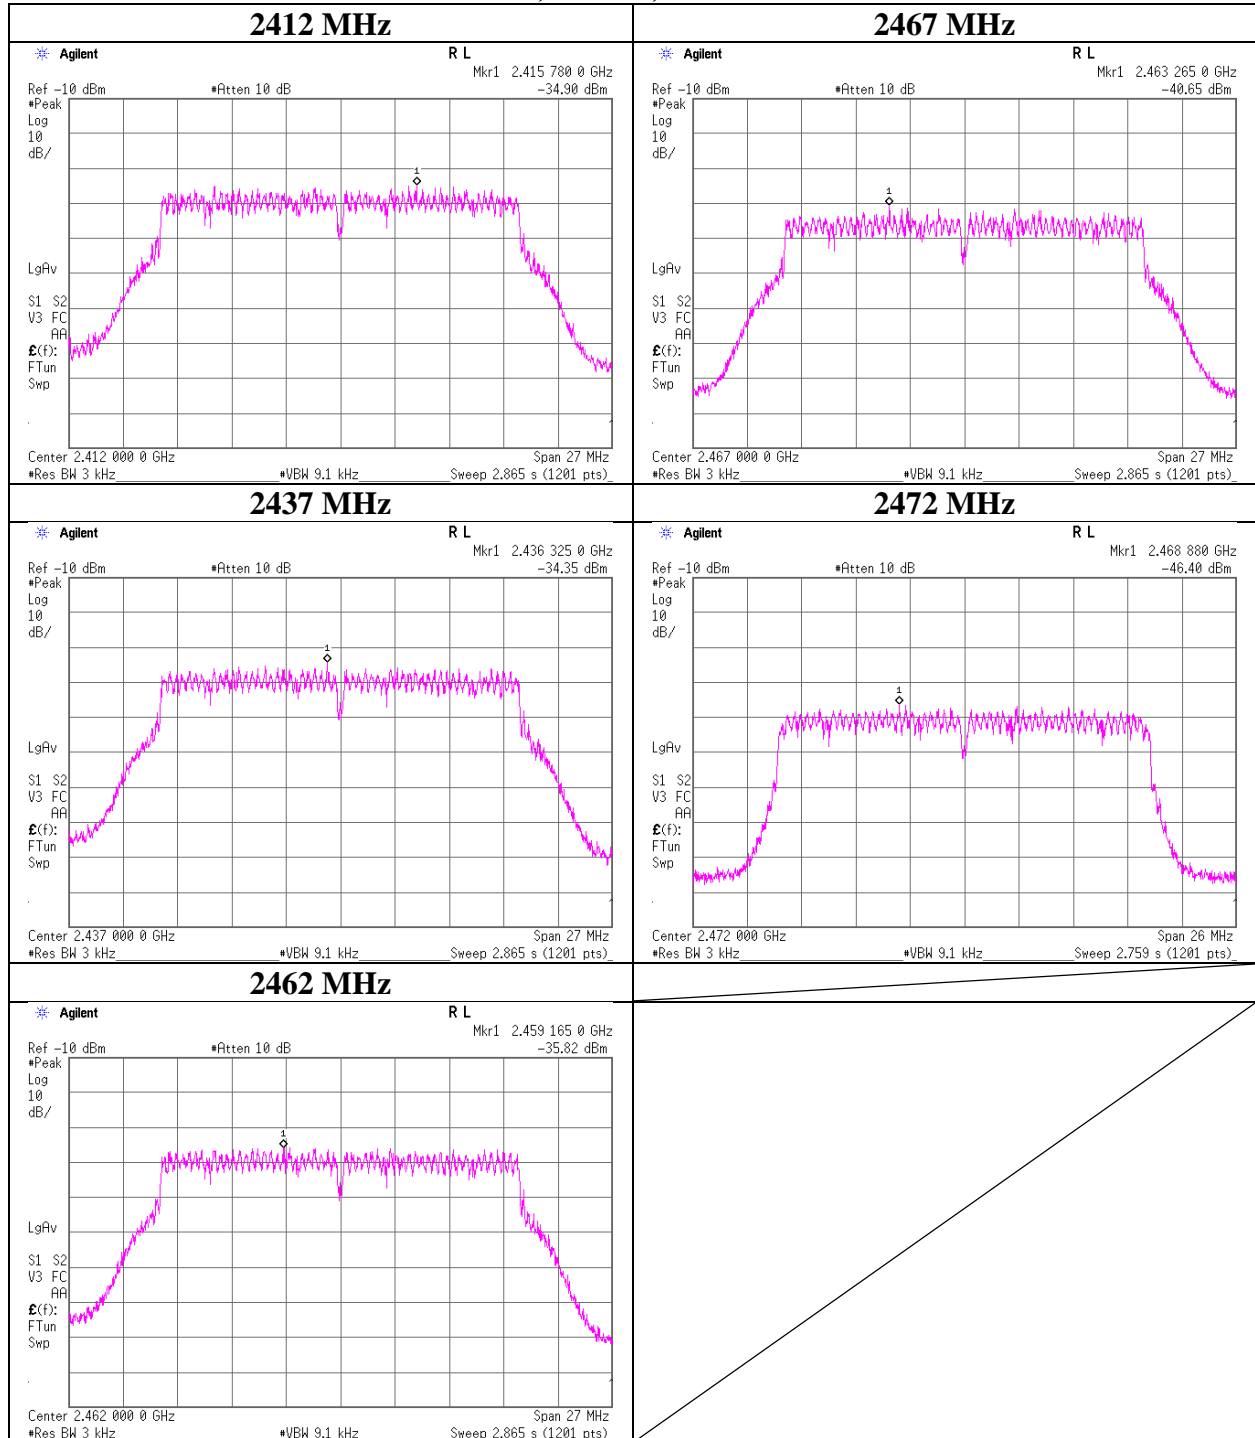 2412 MHz
Agilent
R L
Mkr1 2.415 780 0 GHz
Ref -10 dBm #Atten 10 dB -34.90 dBm
#Peak
Log
10
dB/
1
LgAv
S1 S2
V3 FC
AA
£(f):
FTun
Swp
Center 2.412 000 0 GHz Span 27 MHz
#Res BW 3 kHz #VBW 9.1 kHz Sweep 2.865 s (1201 pts)
2467 MHz
Agilent
R L
Mkr1 2.463 265 0 GHz
Ref -10 dBm #Atten 10 dB -40.65 dBm
#Peak
Log
10
dB/
1
LgAv
S1 S2
V3 FC
AA
£(f):
FTun
Swp
Center 2.467 000 0 GHz Span 27 MHz
#Res BW 3 kHz #VBW 9.1 kHz Sweep 2.865 s (1201 pts)
2437 MHz
Agilent
R L
Mkr1 2.436 325 0 GHz
Ref -10 dBm #Atten 10 dB -34.35 dBm
#Peak
Log
10
dB/
1
LgAv
S1 S2
V3 FC
AA
£(f):
FTun
Swp
Center 2.437 000 0 GHz Span 27 MHz
#Res BW 3 kHz #VBW 9.1 kHz Sweep 2.865 s (1201 pts)
2472 MHz
Agilent
R L
Mkr1 2.468 880 GHz
Ref -10 dBm #Atten 10 dB -46.40 dBm
#Peak
Log
10
dB/
1
LgAv
S1 S2
V3 FC
AA
£(f):
FTun
Swp
Center 2.472 000 GHz Span 26 MHz
#Res BW 3 kHz #VBW 9.1 kHz Sweep 2.759 s (1201 pts)
2462 MHz
Agilent
R L
Mkr1 2.459 165 0 GHz
Ref -10 dBm #Atten 10 dB -35.82 dBm
#Peak
Log
10
dB/
1
LgAv
S1 S2
V3 FC
AA
£(f):
FTun
Swp
Center 2.462 000 0 GHz Span 27 MHz
#Res BW 3 kHz #VBW 9.1 kHz Sweep 2.865 s (1201 pts)